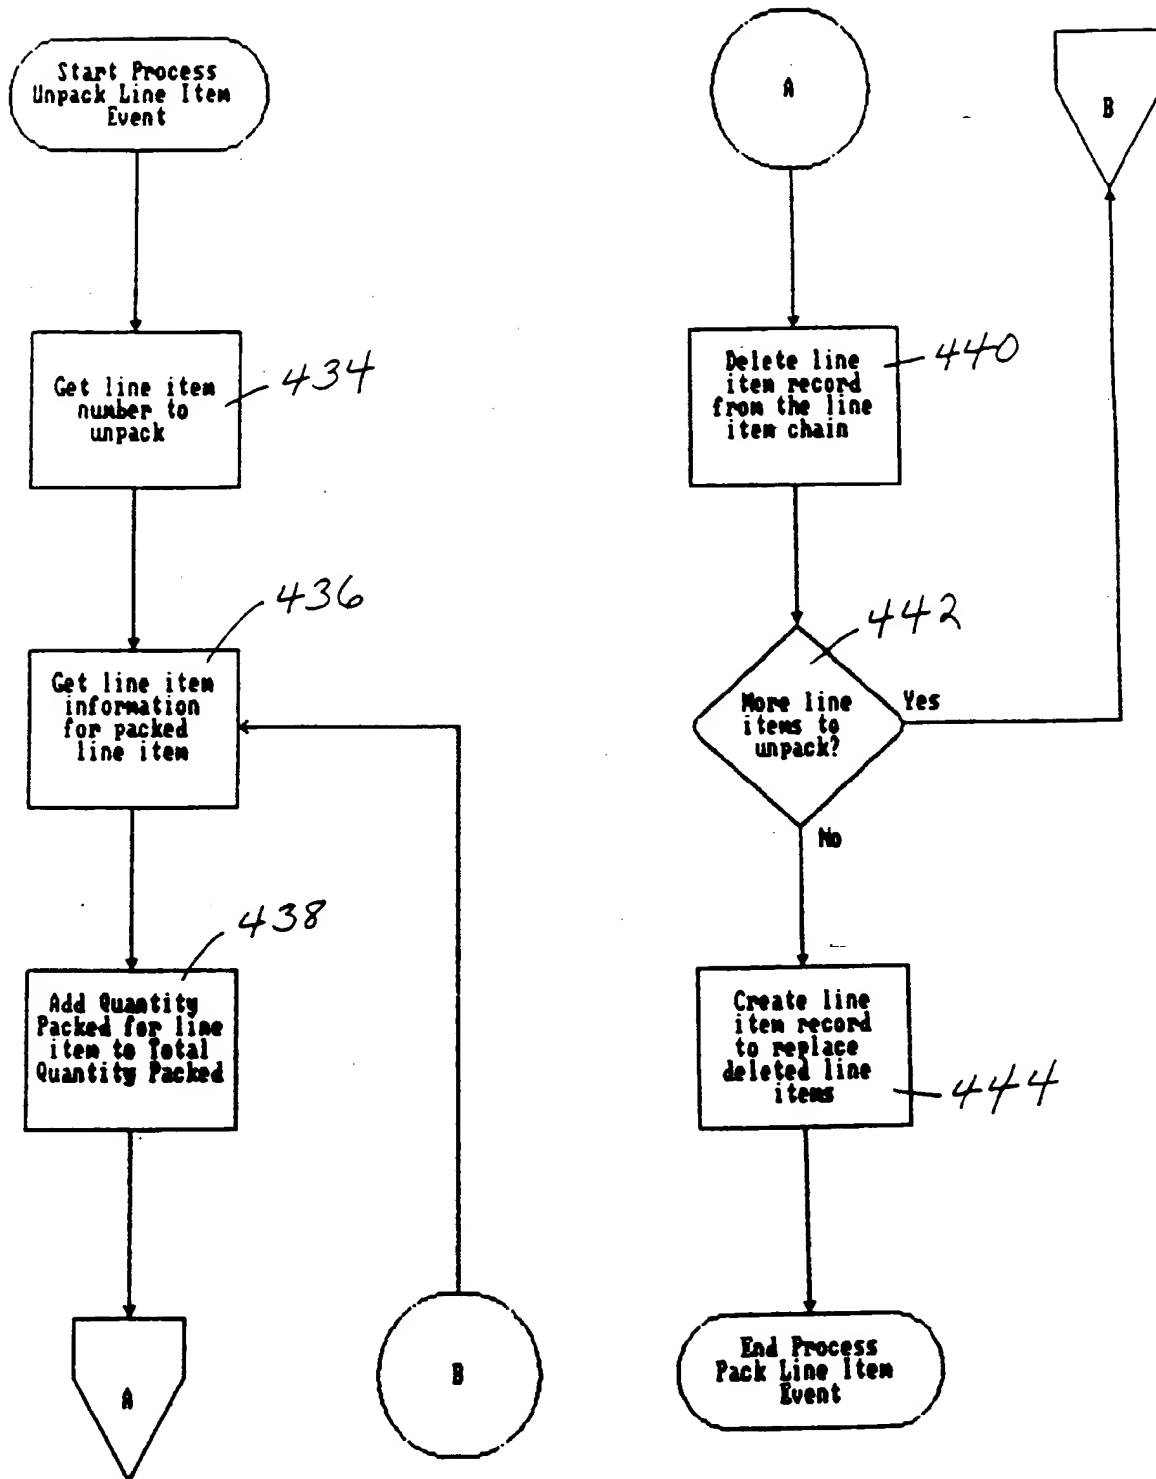 Start Process
Unpack Line Item
Event
Get line item
number to
unpack
434
Get line item
information
for packed
line item
436
Add Quantity
Packed for line
item to Total
Quantity Packed
438
A
B
A
B
Delete line
item record
from the line
item chain
440
More line
items to
unpack?
442
Yes
No
Create line
item record
to replace
deleted line
items
444
End Process
Pack Line Item
Event